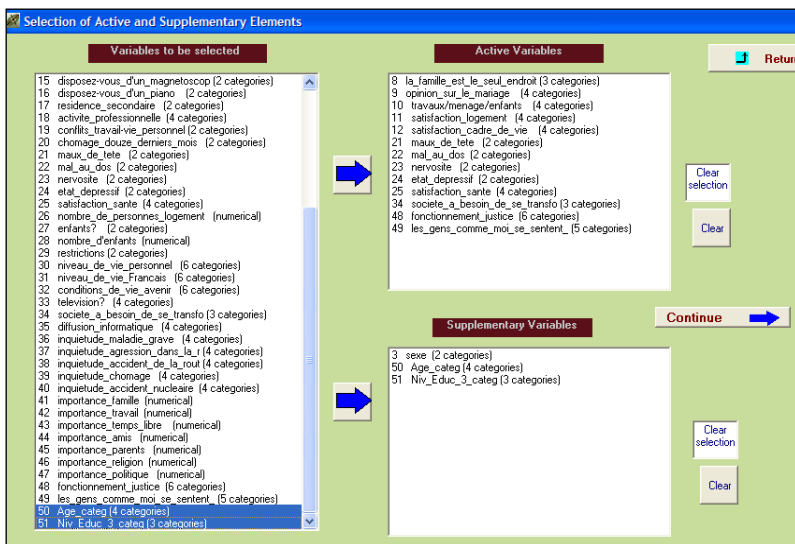 Selection of Active and Supplementary Elements
Variables to be selected
15 disposez-vous_d'un_magnetoscop (2 categories)
16 disposez-vous_d'un_piano (2 categories)
17 residence_secondaire (2 categories)
18 activite_professionnelle (4 categories)
19 conflits_travail-vie_personnel (2 categories)
20 chomage_douze_derniers_mois (2 categories)
21 maux_de_tete (2 categories)
22 mal_au_dos (2 categories)
23 nervosite (2 categories)
24 etat_depressif (2 categories)
25 satisfaction_sante (4 categories)
26 nombre_de_personnes_logement (numerical)
27 enfants? (2 categories)
28 nombre_d'enfants (numerical)
29 restrictions (2 categories)
30 niveau_de_vie_personnel (6 categories)
31 niveau_de_vie_Francais (6 categories)
32 conditions_de_vie_avenir (6 categories)
33 television? (4 categories)
34 societe_a_besoin_de_se_transfo (3 categories)
35 diffusion_informatique (4 categories)
36 inquietude_maladie_grave (4 categories)
37 inquietude_agression_dans_la_r (4 categories)
38 inquietude_accident_de_la_rout (4 categories)
39 inquietude_chomage (4 categories)
40 inquietude_accident_nucleaire (4 categories)
41 importance_famille (numerical)
42 importance_travail (numerical)
43 importance_temps_libre (numerical)
44 importance_amis (numerical)
45 importance_parents (numerical)
46 importance_religion (numerical)
47 importance_politique (numerical)
48 fonctionnement_justice (6 categories)
49 les_gens_comme_moi_se_sentent_ (5 categories)
50 Age_categ (4 categories)
51 Niv_Educ_3_categ (3 categories)
Active Variables
8 la_famille_est_le_seul_endroit (3 categories)
9 opinion_sur_le_mariage (4 categories)
10 travaux/menage/enfants (4 categories)
11 satisfaction_logement (4 categories)
12 satisfaction_cadre_de_vie (4 categories)
21 maux_de_tete (2 categories)
22 mal_au_dos (2 categories)
23 nervosite (2 categories)
24 etat_depressif (2 categories)
25 satisfaction_sante (4 categories)
34 societe_a_besoin_de_se_transfo (3 categories)
48 fonctionnement_justice (6 categories)
49 les_gens_comme_moi_se_sentent_ (5 categories)
Return
Clear
selection
Clear
Continue
Supplementary Variables
3 sexe (2 categories)
50 Age_categ (4 categories)
51 Niv_Educ_3_categ (3 categories)
Clear
selection
Clear